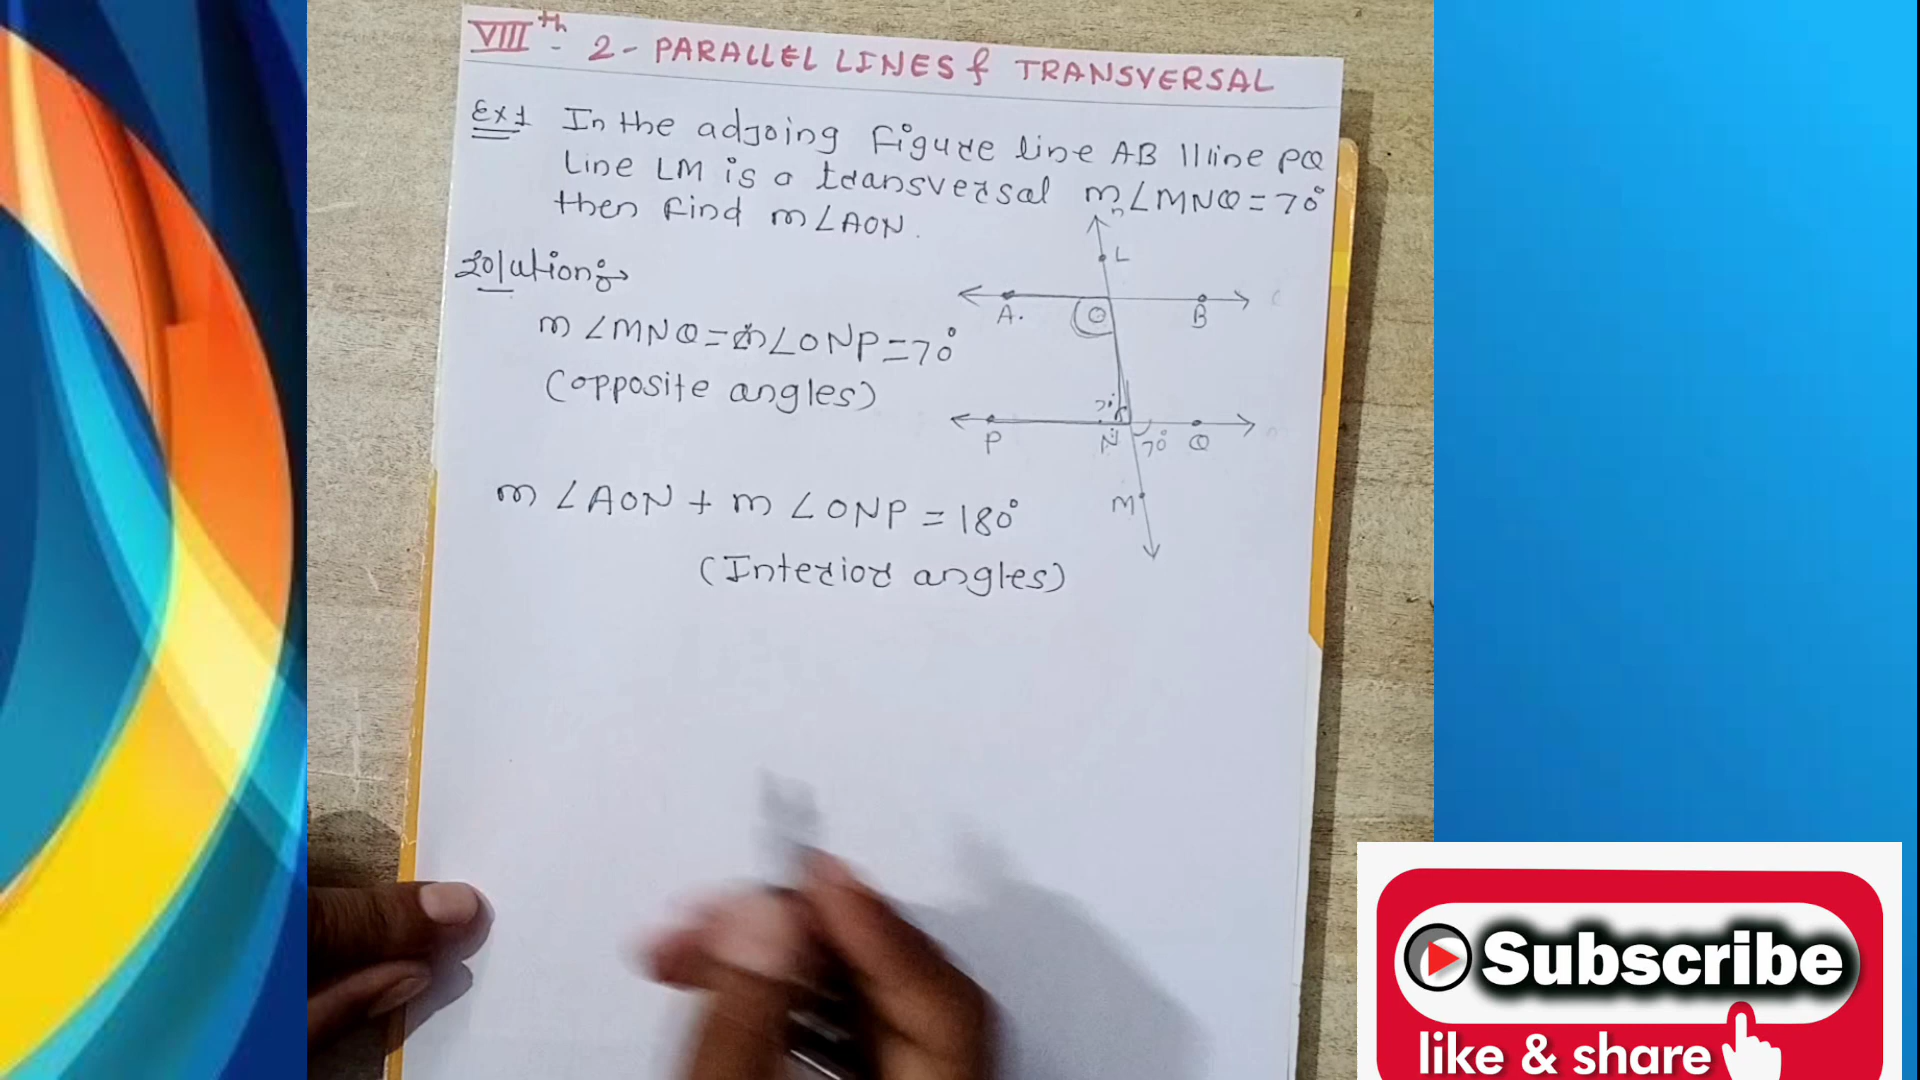 VIIIth - 2 - PARALLEL LINES & TRANSVERSAL
Ex 1 In the adjoing figure line AB || line PQ
Line LM is a transversal m∠MNQ = 70°
then find m∠AON.
Solution:→
m∠MNQ = m∠ONP = 70°
(opposite angles)
m∠AON + m∠ONP = 180°
(Interior angles)
L
A.
O
B
P
N
70°
Q
M
Subscribe
like & share